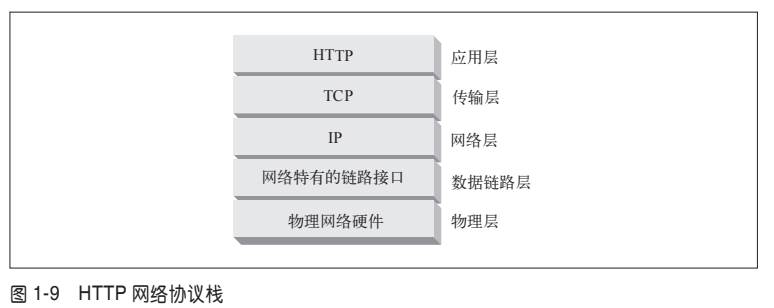 HTTP 应用层
TCP 传输层
IP 网络层
网络特有的链路接口 数据链路层
物理网络硬件 物理层
图 1-9 HTTP 网络协议栈